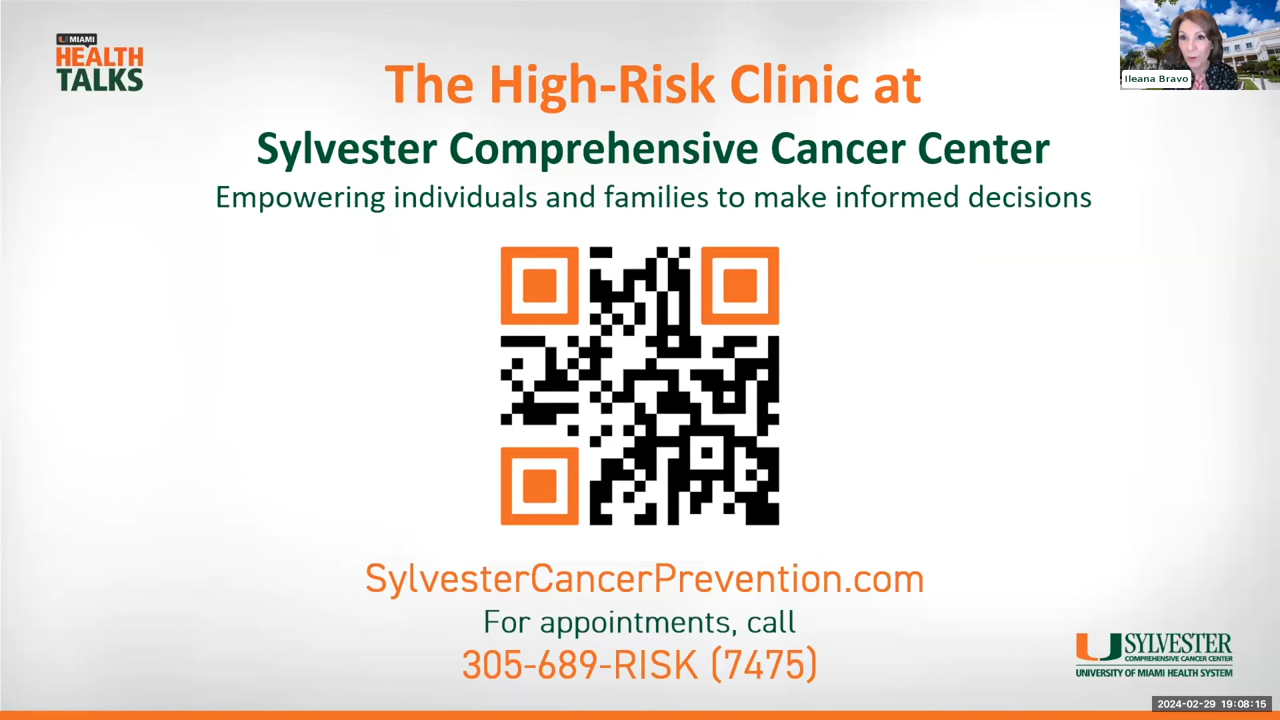 U MIAMI
HEALTH
TALKS
Ileana Bravo
The High-Risk Clinic at
Sylvester Comprehensive Cancer Center
Empowering individuals and families to make informed decisions
SylvesterCancerPrevention.com
For appointments, call
305-689-RISK (7475)
SYLVESTER
COMPREHENSIVE CANCER CENTER
UNIVERSITY OF MIAMI HEALTH SYSTEM
2024-02-29 19:08:15